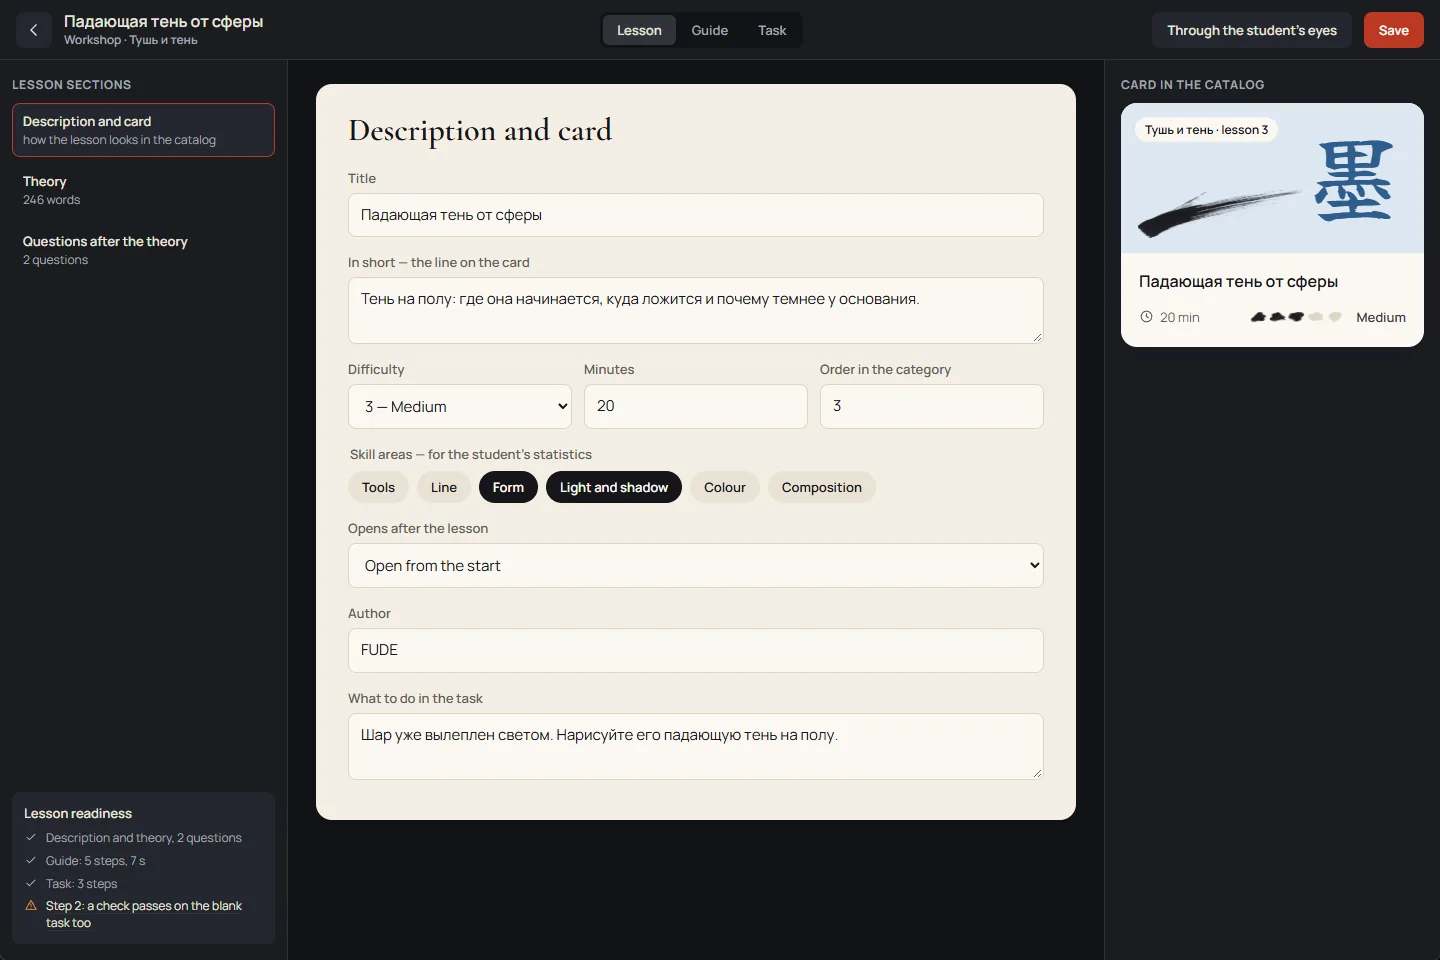 Падающая тень от сферы
Workshop · Тушь и тень
Lesson
Guide
Task
Through the student's eyes
Save
LESSON SECTIONS
Description and card
how the lesson looks in the catalog
Theory
246 words
Questions after the theory
2 questions
Lesson readiness
Description and theory, 2 questions
Guide: 5 steps, 7 s
Task: 3 steps
Step 2: a check passes on the blank
task too
Description and card
Title
Падающая тень от сферы
In short — the line on the card
Тень на полу: где она начинается, куда ложится и почему темнее у основания.
Difficulty
Minutes
Order in the category
3 — Medium
20
3
Skill areas — for the student's statistics
Tools
Line
Form
Light and shadow
Colour
Composition
Opens after the lesson
Open from the start
Author
FUDE
What to do in the task
Шар уже вылеплен светом. Нарисуйте его падающую тень на полу.
CARD IN THE CATALOG
Тушь и тень · lesson 3
墨
Падающая тень от сферы
20 min
Medium